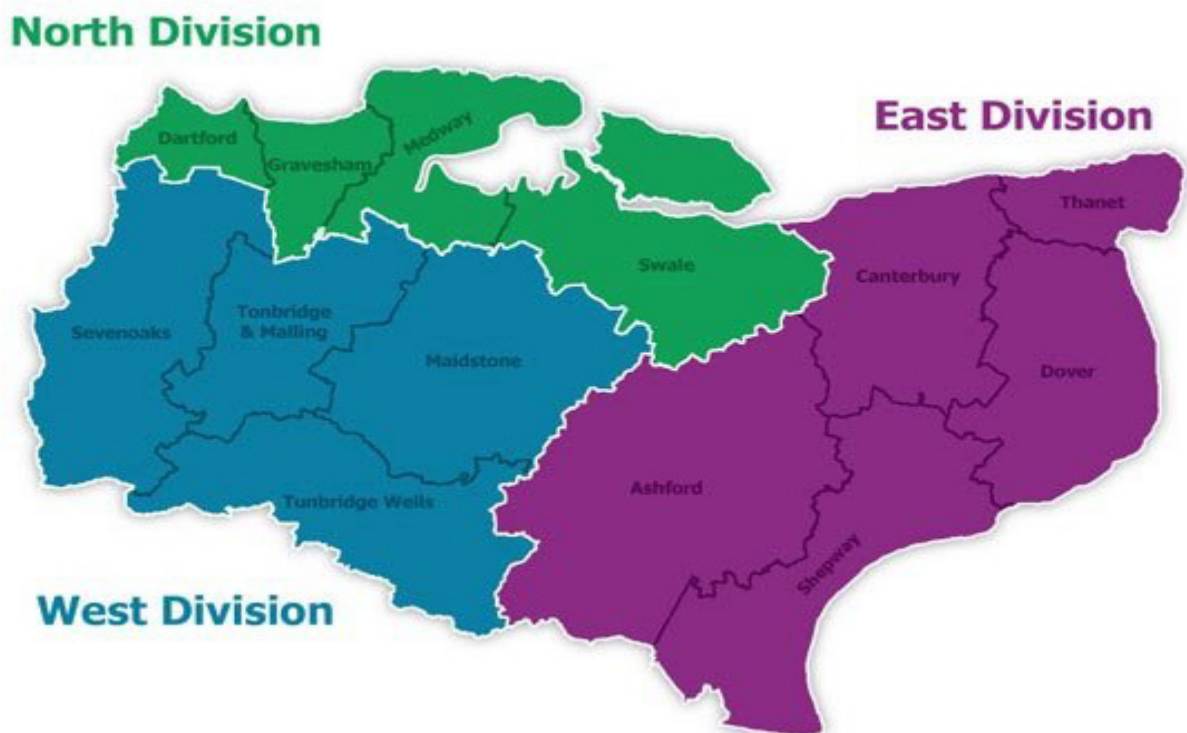 North Division
East Division
West Division
Dartford
Gravesham
Medway
Swale
Thanet
Canterbury
Dover
Sevenoaks
Tonbridge
& Malling
Maidstone
Tunbridge Wells
Ashford
Shepway